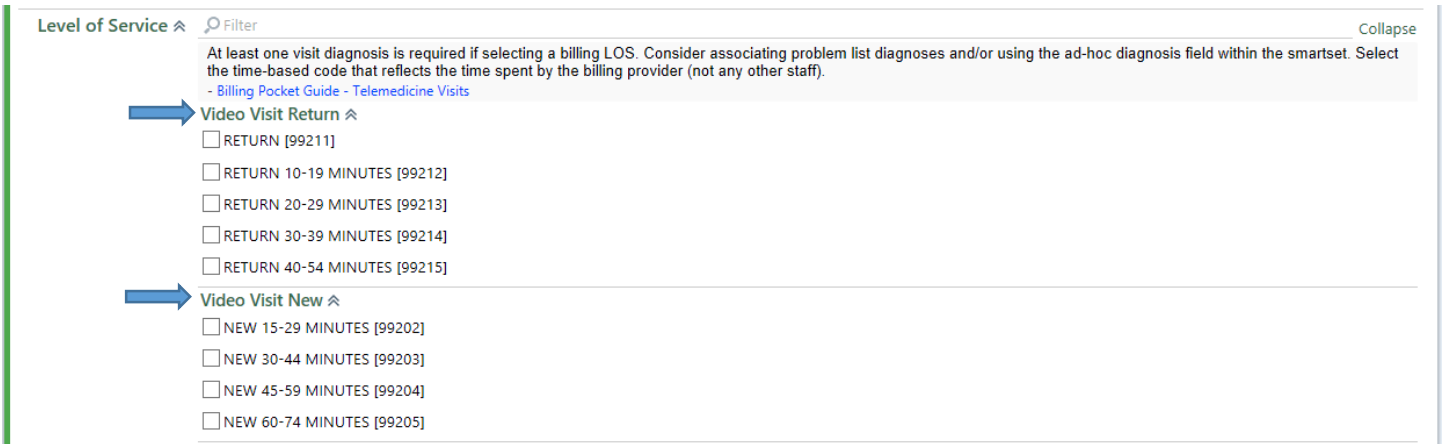 Level of Service
Filter
Collapse
At least one visit diagnosis is required if selecting a billing LOS. Consider associating problem list diagnoses and/or using the ad-hoc diagnosis field within the smartset. Select
the time-based code that reflects the time spent by the billing provider (not any other staff).
- Billing Pocket Guide - Telemedicine Visits
Video Visit Return
RETURN [99211]
RETURN 10-19 MINUTES [99212]
RETURN 20-29 MINUTES [99213]
RETURN 30-39 MINUTES [99214]
RETURN 40-54 MINUTES [99215]
Video Visit New
NEW 15-29 MINUTES [99202]
NEW 30-44 MINUTES [99203]
NEW 45-59 MINUTES [99204]
NEW 60-74 MINUTES [99205]